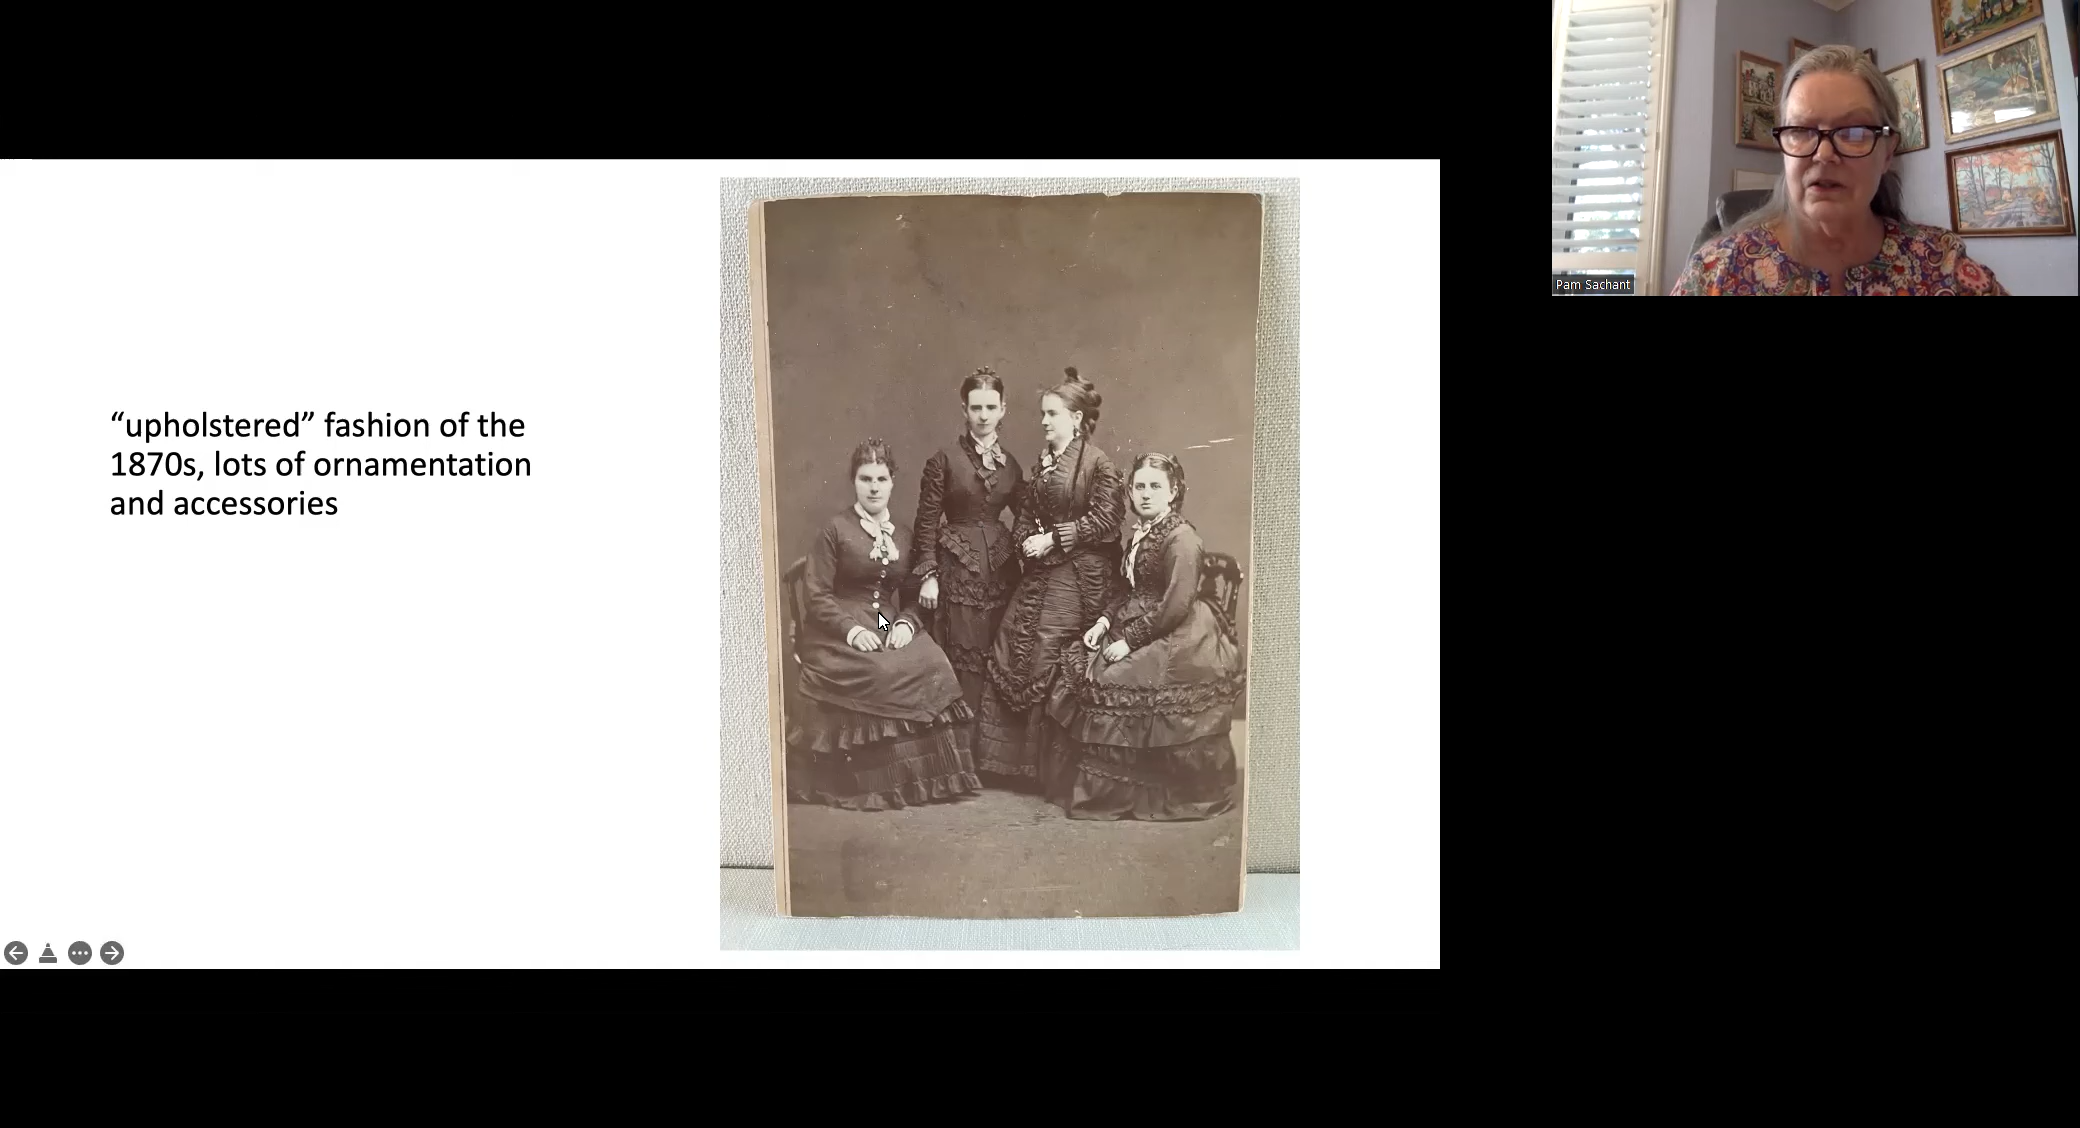 “upholstered” fashion of the
1870s, lots of ornamentation
and accessories
Pam Sachant